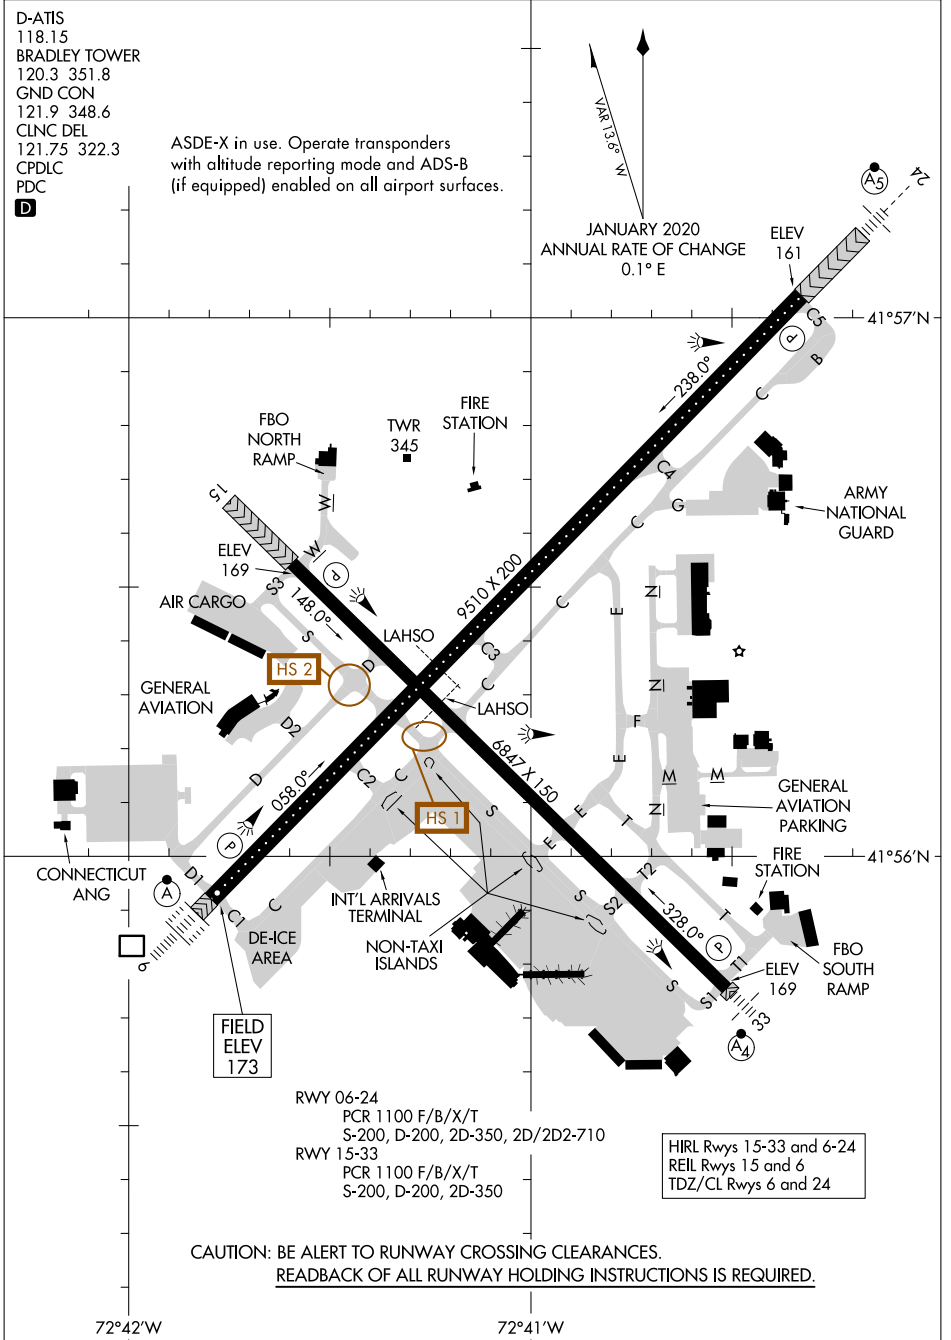 D-ATIS
118.15
BRADLEY TOWER
120.3 351.8
GND CON
121.9 348.6
CLNC DEL
121.75 322.3
CPDLC
PDC
D
ASDE-X in use. Operate transponders
with altitude reporting mode and ADS-B
(if equipped) enabled on all airport surfaces.
VAR 13.6° W
JANUARY 2020
ANNUAL RATE OF CHANGE
0.1° E
A5
24
ELEV
161
41°57'N
C5
P
B
238.0°
C
FIRE
STATION
TWR
345
FBO
NORTH
RAMP
W
C4
G
C
ARMY
NATIONAL
GUARD
15
ELEV
169
W
P
S3
148.0°
9510 X 200
AIR CARGO
S
C
E
N
LAHSO
D
C3
HS 2
C
N
GENERAL
AVIATION
LAHSO
D2
F
6847 X 150
D
058.0°
C2
C
C
E
M
M
GENERAL
AVIATION
PARKING
HS 1
S
E
E
T
N
P
CONNECTICUT
ANG
A
D1
41°56'N
FIRE
STATION
T2
INT'L ARRIVALS
TERMINAL
C1
C
S
S2
328.0°
T
DE-ICE
AREA
NON-TAXI
ISLANDS
P
T1
FBO
SOUTH
RAMP
6
ELEV
169
S
S1
33
A4
FIELD
ELEV
173
RWY 06-24
PCR 1100 F/B/X/T
S-200, D-200, 2D-350, 2D/2D2-710
RWY 15-33
PCR 1100 F/B/X/T
S-200, D-200, 2D-350
HIRL Rwys 15-33 and 6-24
REIL Rwys 15 and 6
TDZ/CL Rwys 6 and 24
CAUTION: BE ALERT TO RUNWAY CROSSING CLEARANCES.
READBACK OF ALL RUNWAY HOLDING INSTRUCTIONS IS REQUIRED.
72°42'W
72°41'W